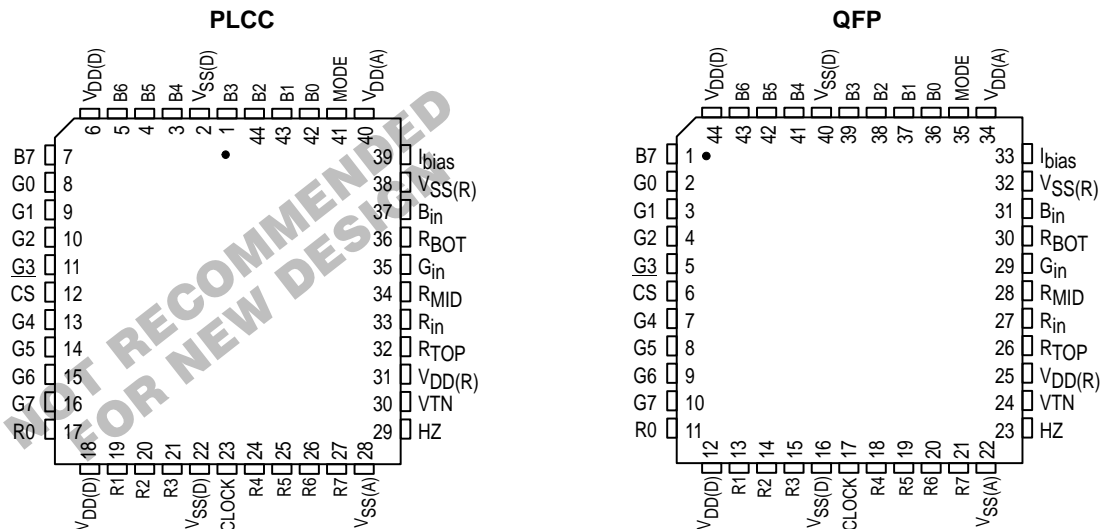 PLCC
VDD(D) B6 B5 B4 VSS(D) B3 B2 B1 B0 MODE VDD(A)
6 5 4 3 2 1 44 43 42 41 40
B7 7 39 Ibias
G0 8 38 VSS(R)
G1 9 37 Bin
G2 10 36 RBOT
G3 11 35 Gin
CS 12 34 RMID
G4 13 33 Rin
G5 14 32 RTOP
G6 15 31 VDD(R)
G7 16 30 VTN
R0 17 29 HZ
18 19 20 21 22 23 24 25 26 27 28
VDD(D) R1 R2 R3 VSS(D) CLOCK R4 R5 R6 R7 VSS(A)
NOT RECOMMENDED
FOR NEW DESIGN
QFP
VDD(D) B6 B5 B4 VSS(D) B3 B2 B1 B0 MODE VDD(A)
44 43 42 41 40 39 38 37 36 35 34
B7 1 33 Ibias
G0 2 32 VSS(R)
G1 3 31 Bin
G2 4 30 RBOT
G3 5 29 Gin
CS 6 28 RMID
G4 7 27 Rin
G5 8 26 RTOP
G6 9 25 VDD(R)
G7 10 24 VTN
R0 11 23 HZ
12 13 14 15 16 17 18 19 20 21 22
VDD(D) R1 R2 R3 VSS(D) CLOCK R4 R5 R6 R7 VSS(A)